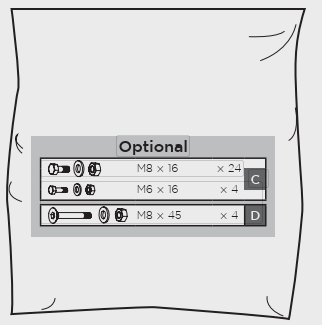 Optional
M8 × 16 × 24
C
M6 × 16 × 4
M8 × 45 × 4 D